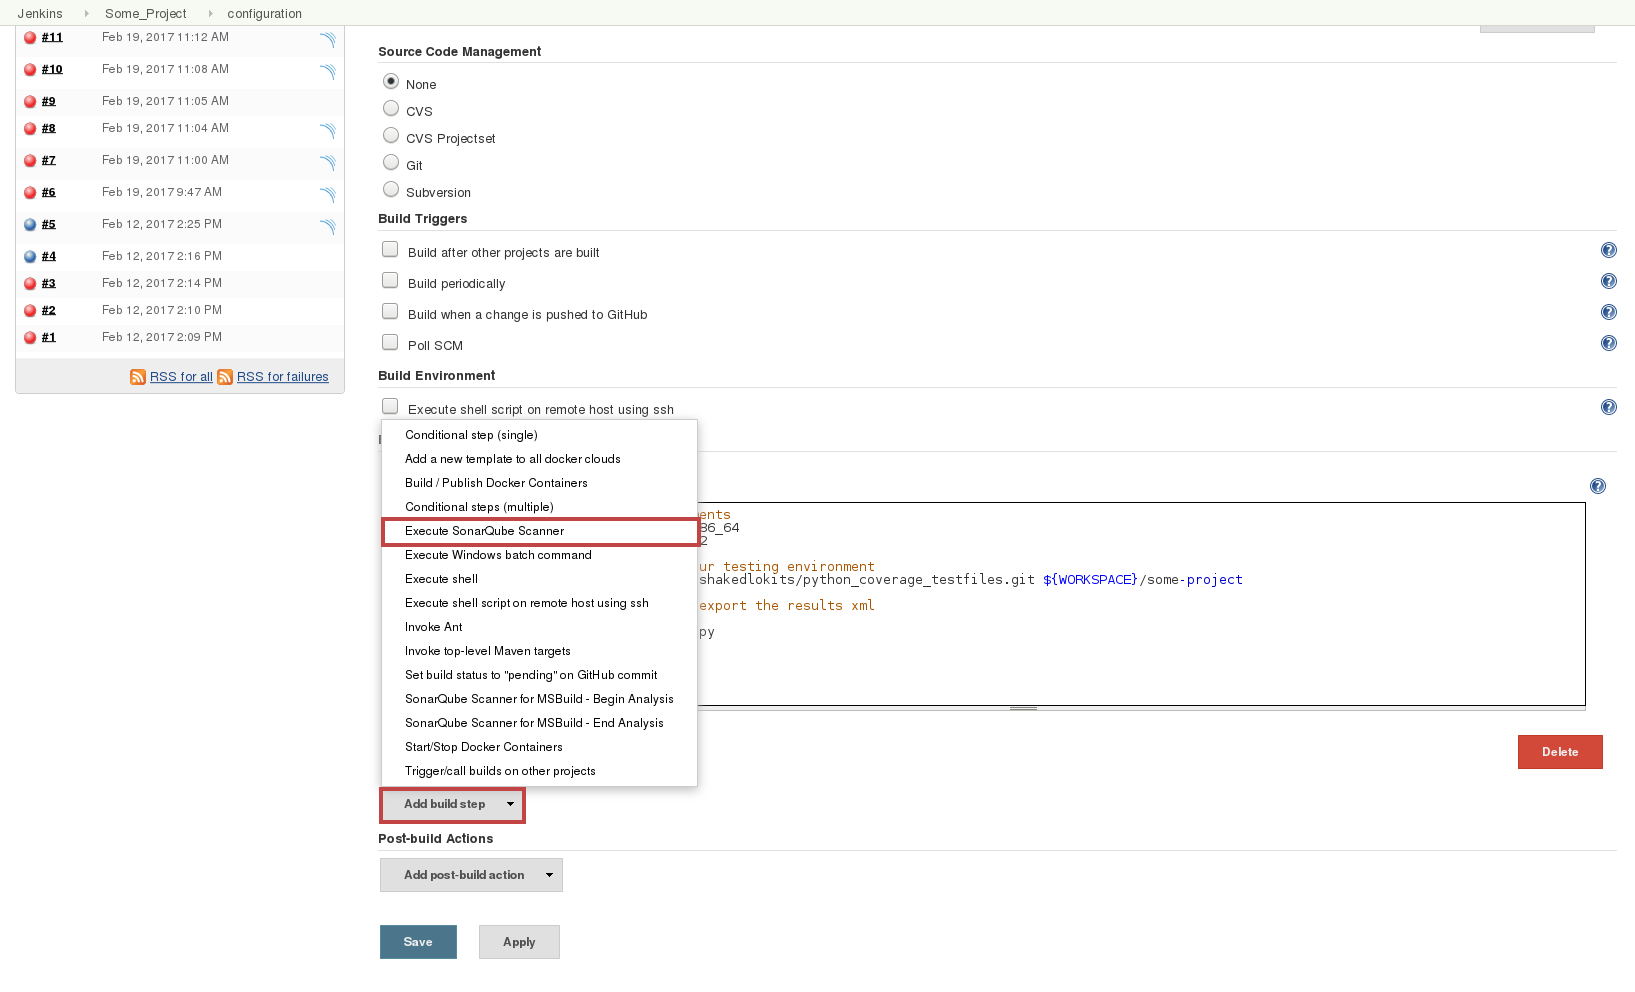 Jenkins Some_Project configuration
#11 Feb 19, 2017 11:12 AM
#10 Feb 19, 2017 11:08 AM
#9 Feb 19, 2017 11:05 AM
#8 Feb 19, 2017 11:04 AM
#7 Feb 19, 2017 11:00 AM
#6 Feb 19, 2017 9:47 AM
#5 Feb 12, 2017 2:25 PM
#4 Feb 12, 2017 2:16 PM
#3 Feb 12, 2017 2:14 PM
#2 Feb 12, 2017 2:10 PM
#1 Feb 12, 2017 2:09 PM
RSS for all RSS for failures
Source Code Management
None
CVS
CVS Projectset
Git
Subversion
Build Triggers
Build after other projects are built
Build periodically
Build when a change is pushed to GitHub
Poll SCM
Build Environment
Execute shell script on remote host using ssh
Conditional step (single)
Add a new template to all docker clouds
Build / Publish Docker Containers
Conditional steps (multiple)
Execute SonarQube Scanner
Execute Windows batch command
Execute shell
Execute shell script on remote host using ssh
Invoke Ant
Invoke top-level Maven targets
Set build status to "pending" on GitHub commit
SonarQube Scanner for MSBuild - Begin Analysis
SonarQube Scanner for MSBuild - End Analysis
Start/Stop Docker Containers
Trigger/call builds on other projects
ents
86_64
2
ur testing environment
shakedlokits/python_coverage_testfiles.git ${WORKSPACE}/some-project
export the results xml
py
Delete
Add build step
Post-build Actions
Add post-build action
Save Apply